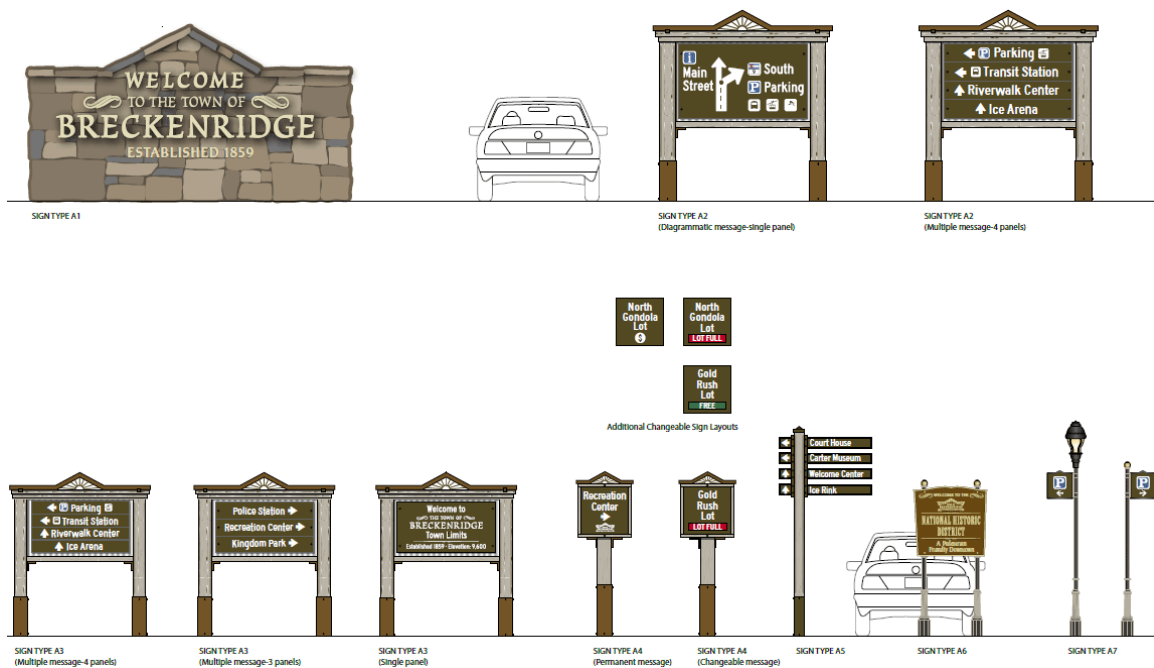 WELCOME
TO THE TOWN OF
BRECKENRIDGE
ESTABLISHED 1859
SIGN TYPE A1
i
Main
Street
South
P Parking
SIGN TYPE A2
(Diagrammatic message-single panel)
P Parking
Transit Station
Riverwalk Center
Ice Arena
SIGN TYPE A2
(Multiple message-4 panels)
North
Gondola
Lot
$
North
Gondola
Lot
LOT FULL
Gold
Rush
Lot
FREE
Additional Changeable Sign Layouts
P Parking
Transit Station
Riverwalk Center
Ice Arena
SIGN TYPE A3
(Multiple message-4 panels)
Police Station
Recreation Center
Kingdom Park
SIGN TYPE A3
(Multiple message-3 panels)
Welcome to
THE TOWN OF
BRECKENRIDGE
Town Limits
Established 1859 - Elevation: 9,600
SIGN TYPE A3
(Single panel)
Recreation
Center
SIGN TYPE A4
(Permanent message)
Gold
Rush
Lot
LOT FULL
SIGN TYPE A4
(Changeable message)
Court House
Carter Museum
Welcome Center
Ice Rink
SIGN TYPE A5
WELCOME TO THE
NATIONAL HISTORIC
DISTRICT
A Pedestrian
Friendly Downtown
SIGN TYPE A6
P
P
SIGN TYPE A7